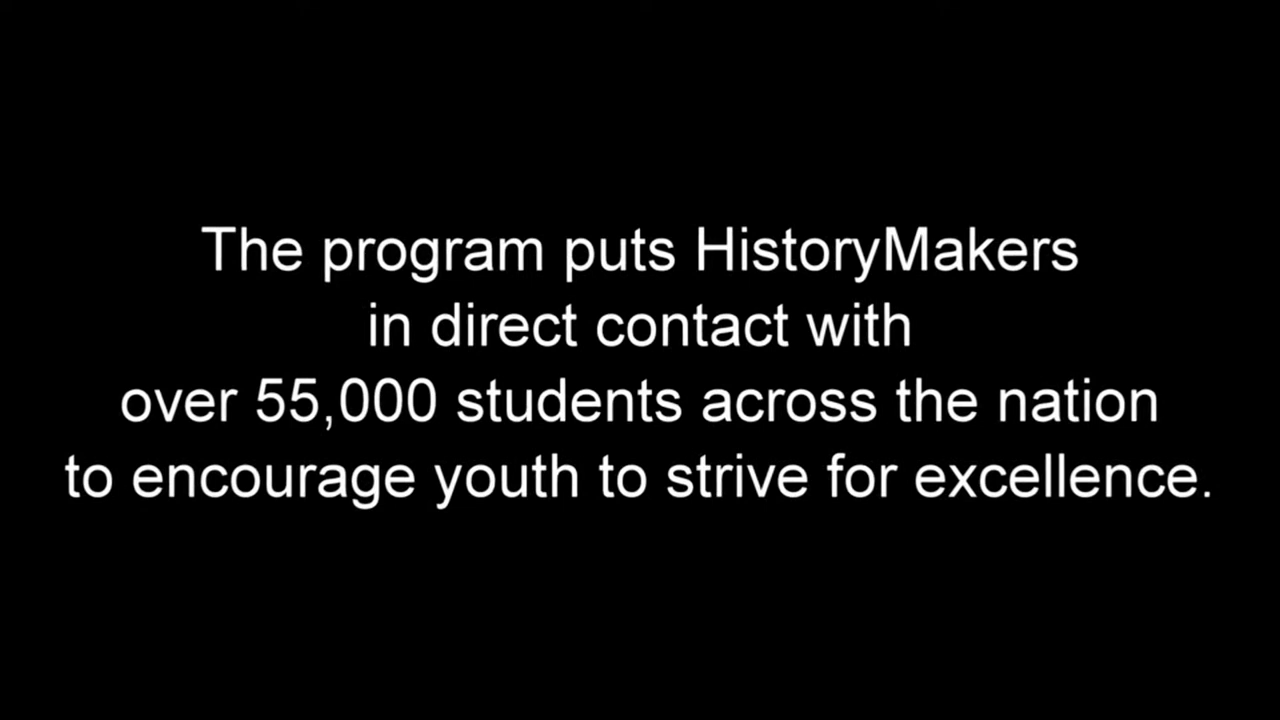 The program puts HistoryMakers
in direct contact with
over 55,000 students across the nation
to encourage youth to strive for excellence.